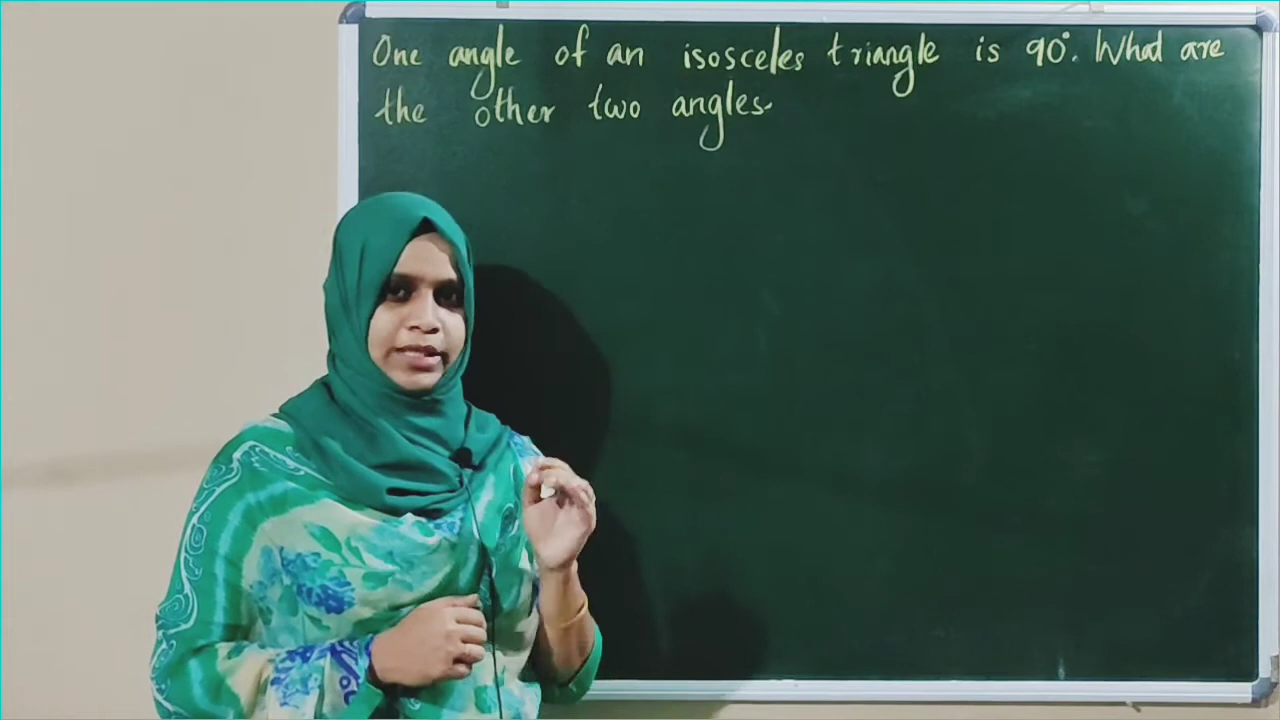 One angle of an isosceles triangle is 90°. What are
the other two angles.